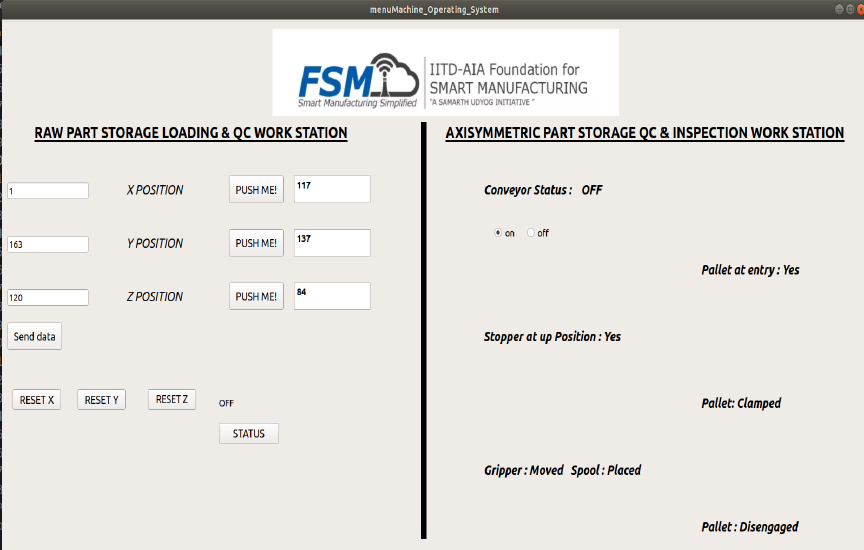 menuMachine_Operating_System
FSM
Smart Manufacturing Simplified
IITD-AIA Foundation for
SMART MANUFACTURING
"A SAMARTH UDYOG INITIATIVE "
RAW PART STORAGE LOADING & QC WORK STATION
1 X POSITION PUSH ME! 117
163 Y POSITION PUSH ME! 137
120 Z POSITION PUSH ME! 84
Send data
RESET X RESET Y RESET Z OFF
STATUS
AXISYMMETRIC PART STORAGE QC & INSPECTION WORK STATION
Conveyor Status : OFF
on off
Pallet at entry : Yes
Stopper at up Position : Yes
Pallet: Clamped
Gripper : Moved Spool : Placed
Pallet : Disengaged